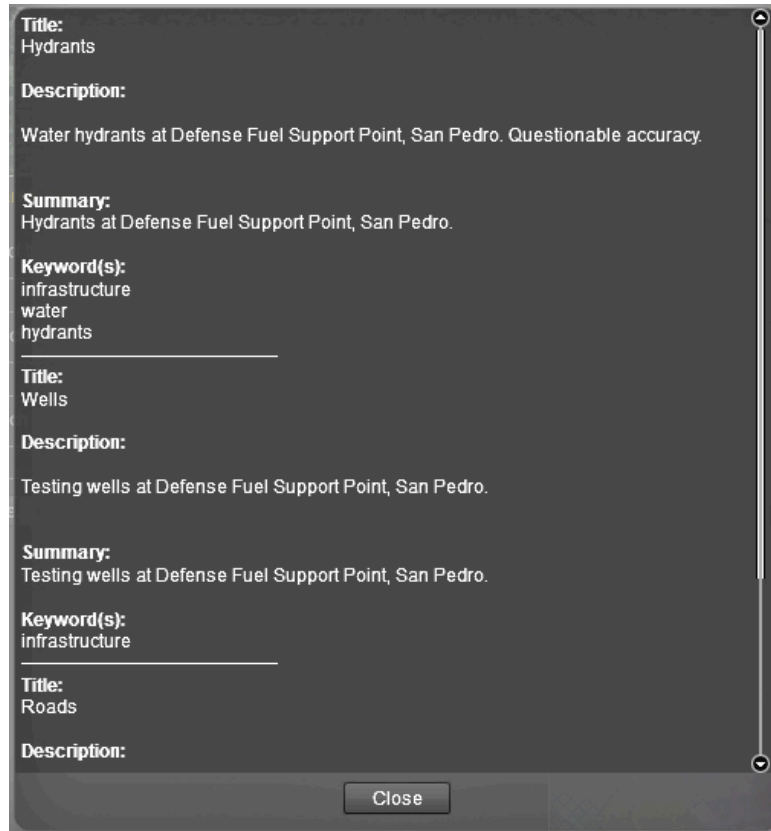 Title:
Hydrants
Description:
Water hydrants at Defense Fuel Support Point, San Pedro. Questionable accuracy.
Summary:
Hydrants at Defense Fuel Support Point, San Pedro.
Keyword(s):
infrastructure
water
hydrants
Title:
Wells
Description:
Testing wells at Defense Fuel Support Point, San Pedro.
Summary:
Testing wells at Defense Fuel Support Point, San Pedro.
Keyword(s):
infrastructure
Title:
Roads
Description:
Close